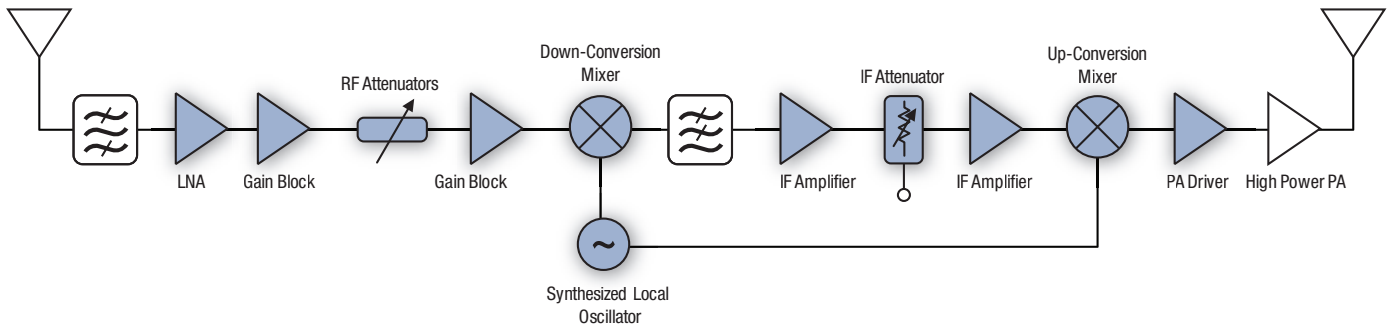 Down-Conversion
Mixer
Up-Conversion
Mixer
RF Attenuators
IF Attenuator
LNA
Gain Block
Gain Block
IF Amplifier
IF Amplifier
PA Driver
High Power PA
~
Synthesized Local
Oscillator